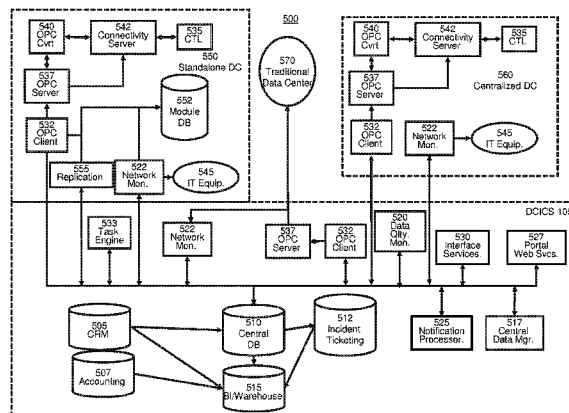 500
540
OPC
Cvrt
542
Connectivity
Server
535
CTL
550
Standalone DC
537
OPC
Server
552
Module
DB
532
OPC
Client
555
Replication
522
Network
Mon.
545
IT Equip.
570
Traditional
Data Center
540
OPC
Cvrt
542
Connectivity
Server
535
CTL
537
OPC
Server
560
Centralized DC
532
OPC
Client
522
Network
Mon.
545
IT Equip.
DCICS 105
533
Task
Engine
522
Network
Mon.
537
OPC
Server
532
OPC
Client
520
Data
Qlty.
Mon.
530
Interface
Services.
527
Portal
Web Svcs.
505
CRM
510
Central
DB
512
Incident
Ticketing
507
Accounting
515
BI/Warehouse
525
Notification
Processor.
517
Central
Data Mgr.